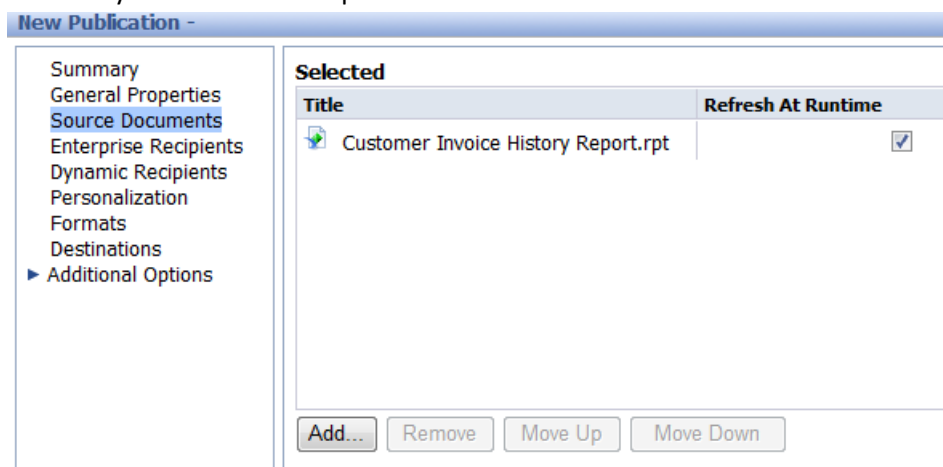 New Publication -
Summary
General Properties
Source Documents
Enterprise Recipients
Dynamic Recipients
Personalization
Formats
Destinations
Additional Options
Selected
Title Refresh At Runtime
Customer Invoice History Report.rpt
Add... Remove Move Up Move Down